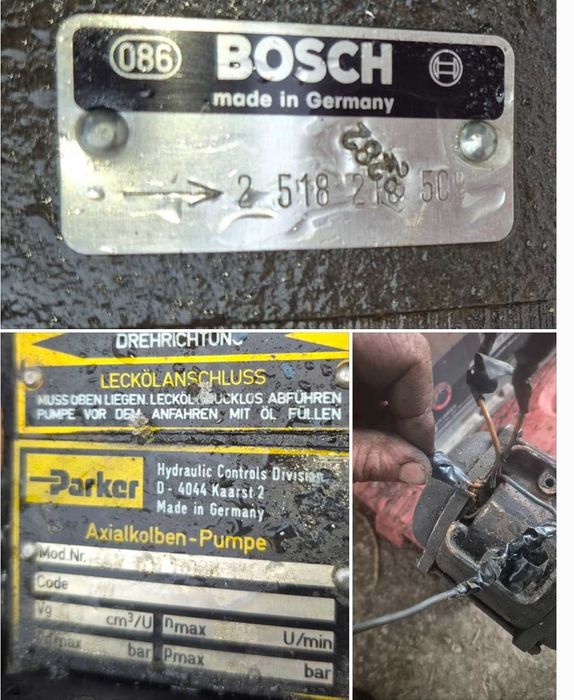 086 BOSCH
made in Germany
2 518 218 50
2282
DREHRICHTUNG
LECKÖLANSCHLUSS
MUSS OBEN LIEGEN. LECKÖL DRUCKLOS ABFÜHREN
PUMPE VOR DEM ANFAHREN MIT ÖL FÜLLEN
Parker
Hydraulic Controls Division
D - 4044 Kaarst 2
Made in Germany
Axialkolben-Pumpe
Mod.Nr.
Code
Vg cm³/U nmax U/min
bar Pmax bar